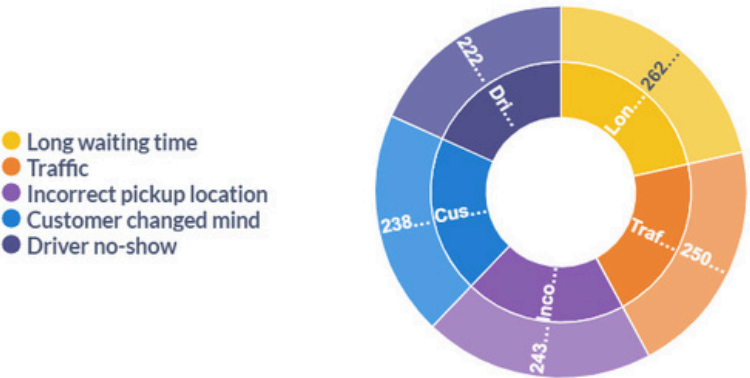 Long waiting time
Traffic
Incorrect pickup location
Customer changed mind
Driver no-show
222...
Dri...
262...
Lon...
238...
Cus...
Traf...
250...
Inco...
243...